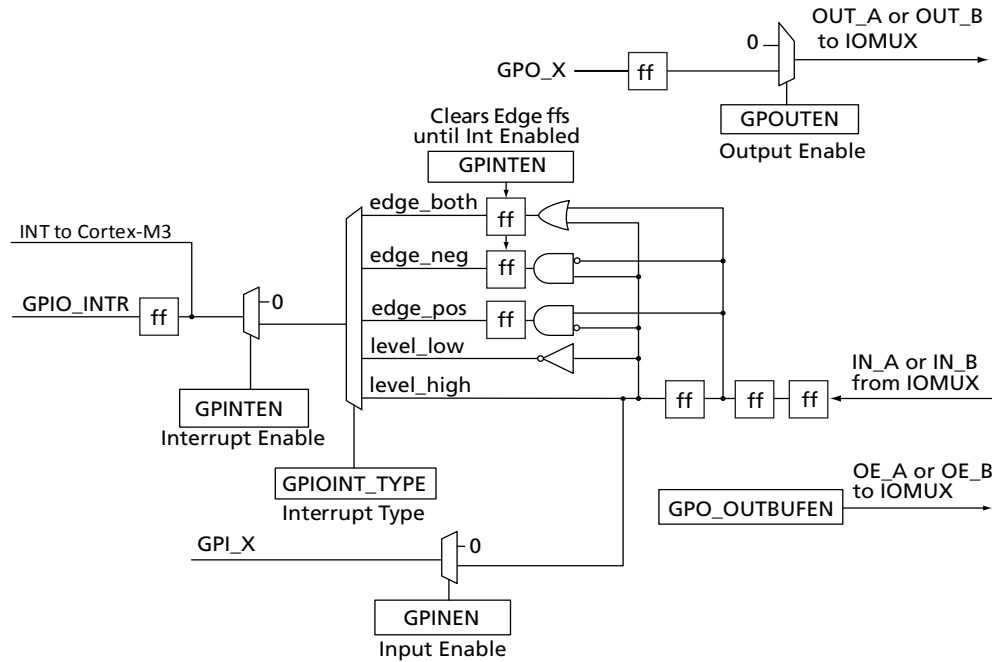 OUT_A or OUT_B
to IOMUX
0
GPO_X
ff
GPOUTEN
Output Enable
Clears Edge ffs
until Int Enabled
GPINTEN
edge_both
ff
INT to Cortex-M3
edge_neg
ff
GPIO_INTR
ff
0
edge_pos
ff
level_low
level_high
IN_A or IN_B
from IOMUX
ff
ff
ff
GPINTEN
Interrupt Enable
GPIOINT_TYPE
Interrupt Type
OE_A or OE_B
to IOMUX
GPO_OUTBUFEN
GPI_X
0
GPINEN
Input Enable